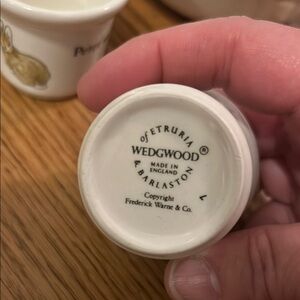 of ETRURIA
WEDGWOOD®
MADE IN
ENGLAND
& BARLASTON
Copyright
Frederick Warne & Co.
L